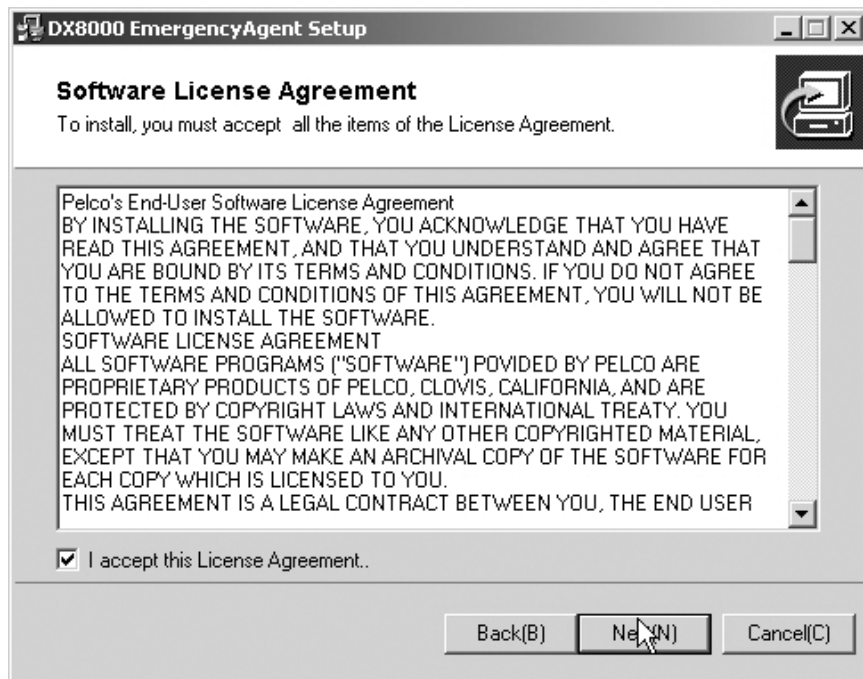 DX8000 EmergencyAgent Setup
Software License Agreement
To install, you must accept all the items of the License Agreement.
Pelco's End-User Software License Agreement
BY INSTALLING THE SOFTWARE, YOU ACKNOWLEDGE THAT YOU HAVE
READ THIS AGREEMENT, AND THAT YOU UNDERSTAND AND AGREE THAT
YOU ARE BOUND BY ITS TERMS AND CONDITIONS. IF YOU DO NOT AGREE
TO THE TERMS AND CONDITIONS OF THIS AGREEMENT, YOU WILL NOT BE
ALLOWED TO INSTALL THE SOFTWARE.
SOFTWARE LICENSE AGREEMENT
ALL SOFTWARE PROGRAMS ("SOFTWARE") POVIDED BY PELCO ARE
PROPRIETARY PRODUCTS OF PELCO, CLOVIS, CALIFORNIA, AND ARE
PROTECTED BY COPYRIGHT LAWS AND INTERNATIONAL TREATY. YOU
MUST TREAT THE SOFTWARE LIKE ANY OTHER COPYRIGHTED MATERIAL,
EXCEPT THAT YOU MAY MAKE AN ARCHIVAL COPY OF THE SOFTWARE FOR
EACH COPY WHICH IS LICENSED TO YOU.
THIS AGREEMENT IS A LEGAL CONTRACT BETWEEN YOU, THE END USER
I accept this License Agreement..
Back(B) Next(N) Cancel(C)